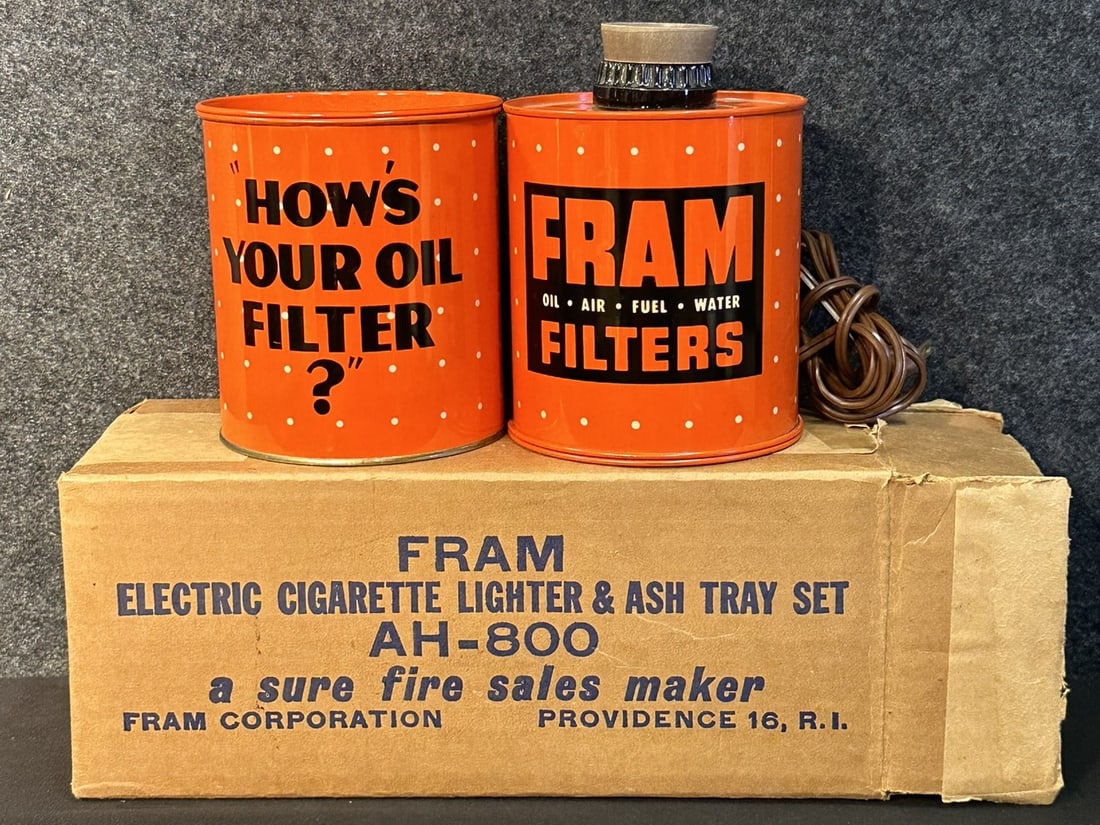 "HOW'S
YOUR OIL
FILTER
?"
FRAM
OIL • AIR • FUEL • WATER
FILTERS
FRAM
ELECTRIC CIGARETTE LIGHTER & ASH TRAY SET
AH-800
a sure fire sales maker
FRAM CORPORATION PROVIDENCE 16, R.I.